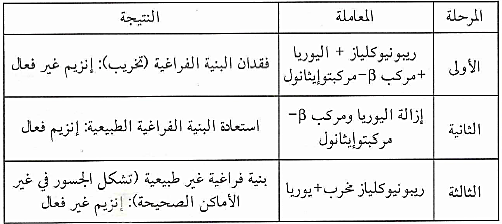 المرحلة المعاملة النتيجة
الأولى
ريبونيوكلياز + اليوريا
+مركب β-مركبتوإيثانول
فقدان البنية الفراغية (تخريب): إنزيم غير فعال
الثانية
إزالة اليوريا ومركب β-
مركبتوإيثانول
استعادة البنية الفراغية الطبيعية: إنزيم فعال
الثالثة
ريبونيوكلياز مخرب+يوريا
بنية فراغية غير طبيعية (تشكل الجسور في غير
الأماكن الصحيحة): إنزيم غير فعال